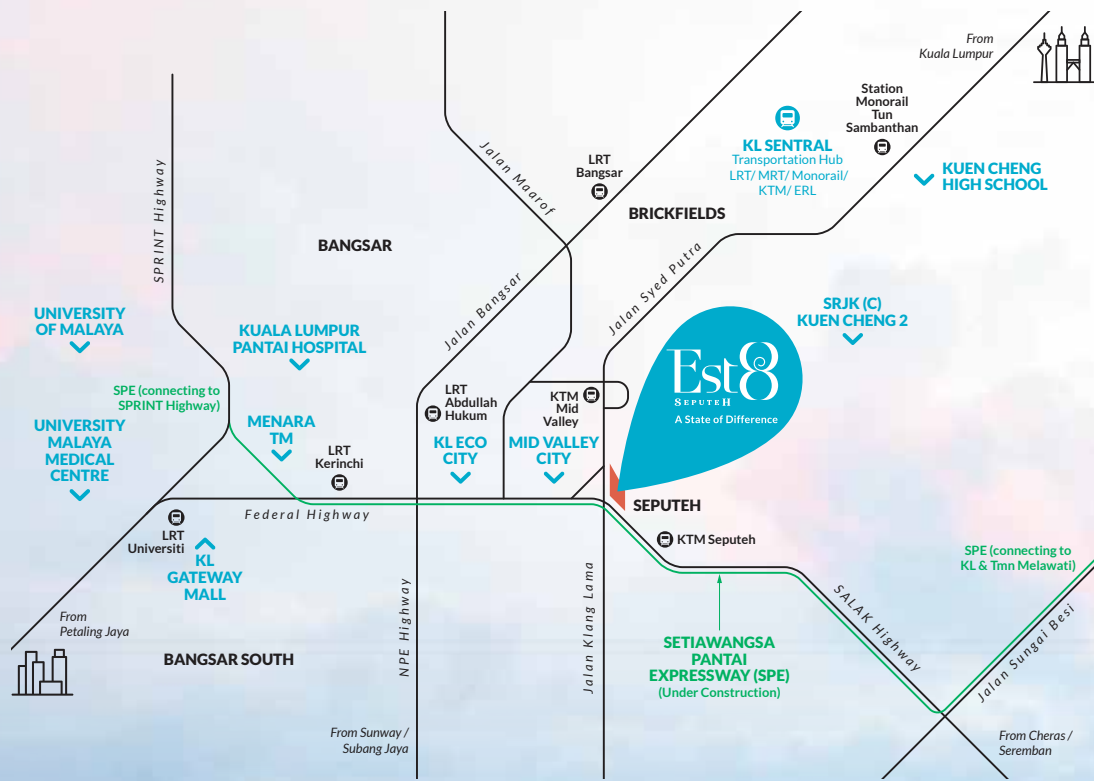 From
Kuala Lumpur
Station
Monorail
Tun
Sambanthan
KL SENTRAL
Transportation Hub
LRT/ MRT/ Monorail/
KTM/ ERL
KUEN CHENG
HIGH SCHOOL
LRT
Bangsar
Jalan Maarof
SPRINT Highway
BRICKFIELDS
BANGSAR
Jalan Syed Putra
Jalan Bangsar
UNIVERSITY
OF MALAYA
KUALA LUMPUR
PANTAI HOSPITAL
SRJK (C)
KUEN CHENG 2
Est8
SEPUTEH
A State of Difference
SPE (connecting to
SPRINT Highway)
LRT
Abdullah
Hukum
KTM
Mid
Valley
UNIVERSITY
MALAYA
MEDICAL
CENTRE
MENARA
TM
LRT
Kerinchi
KL ECO
CITY
MID VALLEY
CITY
SEPUTEH
Federal Highway
LRT
Universiti
KL
GATEWAY
MALL
KTM Seputeh
SPE (connecting to
KL & Tmn Melawati)
From
Petaling Jaya
BANGSAR SOUTH
NPE Highway
Jalan Klang Lama
SETIAWANGSA
PANTAI
EXPRESSWAY (SPE)
(Under Construction)
SALAK Highway
Jalan Sungai Besi
From Sunway /
Subang Jaya
From Cheras /
Seremban